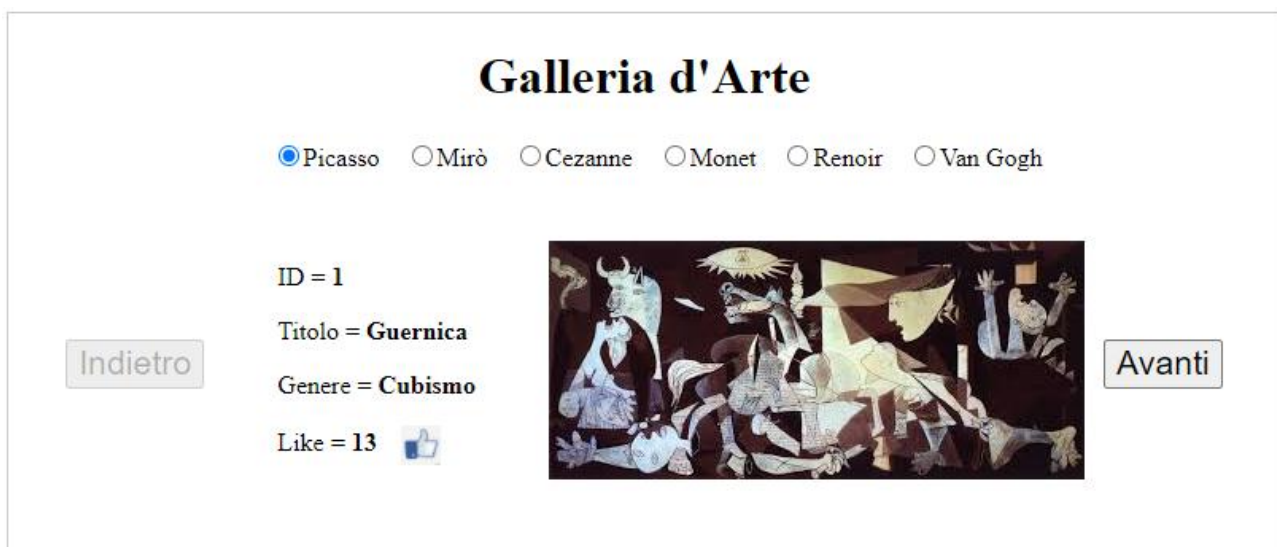 Galleria d'Arte
Picasso Mirò Cezanne Monet Renoir Van Gogh
ID = 1
Titolo = Guernica
Indietro
Avanti
Genere = Cubismo
Like = 13